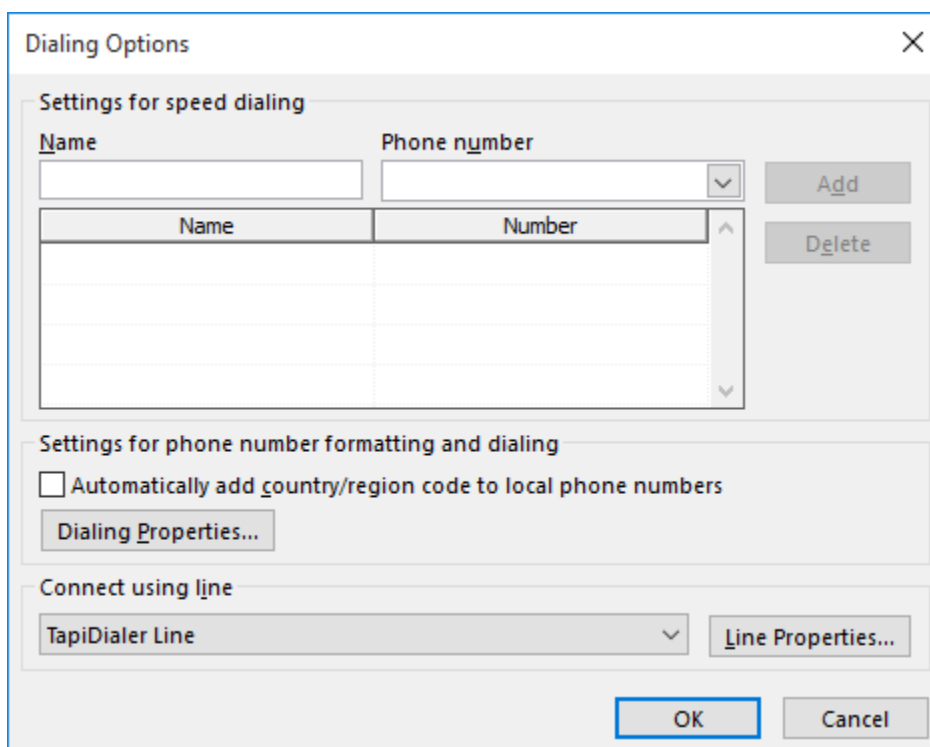 Dialing Options
Settings for speed dialing
Name Phone number
Add
Name Number
Delete
Settings for phone number formatting and dialing
Automatically add country/region code to local phone numbers
Dialing Properties...
Connect using line
TapiDialer Line Line Properties...
OK Cancel